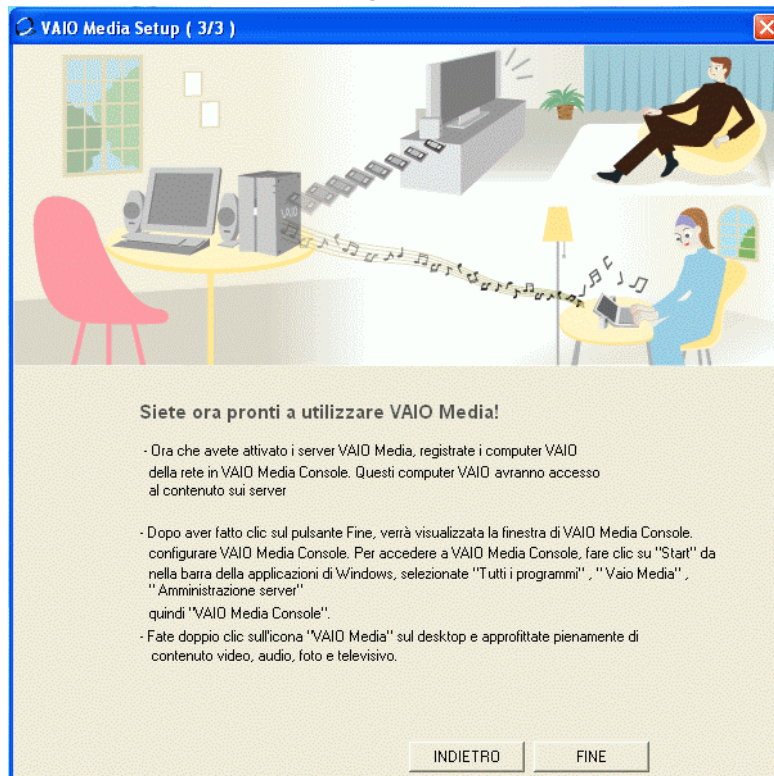 VAIO Media Setup ( 3/3 )
VAIO
Siete ora pronti a utilizzare VAIO Media!
- Ora che avete attivato i server VAIO Media, registrate i computer VAIO
della rete in VAIO Media Console. Questi computer VAIO avranno accesso
al contenuto sui server
- Dopo aver fatto clic sul pulsante Fine, verrà visualizzata la finestra di VAIO Media Console.
configurare VAIO Media Console. Per accedere a VAIO Media Console, fare clic su "Start" da
nella barra della applicazioni di Windows, selezionate "Tutti i programmi" , " Vaio Media" ,
" Amministrazione server"
quindi "VAIO Media Console".
- Fate doppio clic sull'icona "VAIO Media" sul desktop e approfittate pienamente di
contenuto video, audio, foto e televisivo.
INDIETRO
FINE